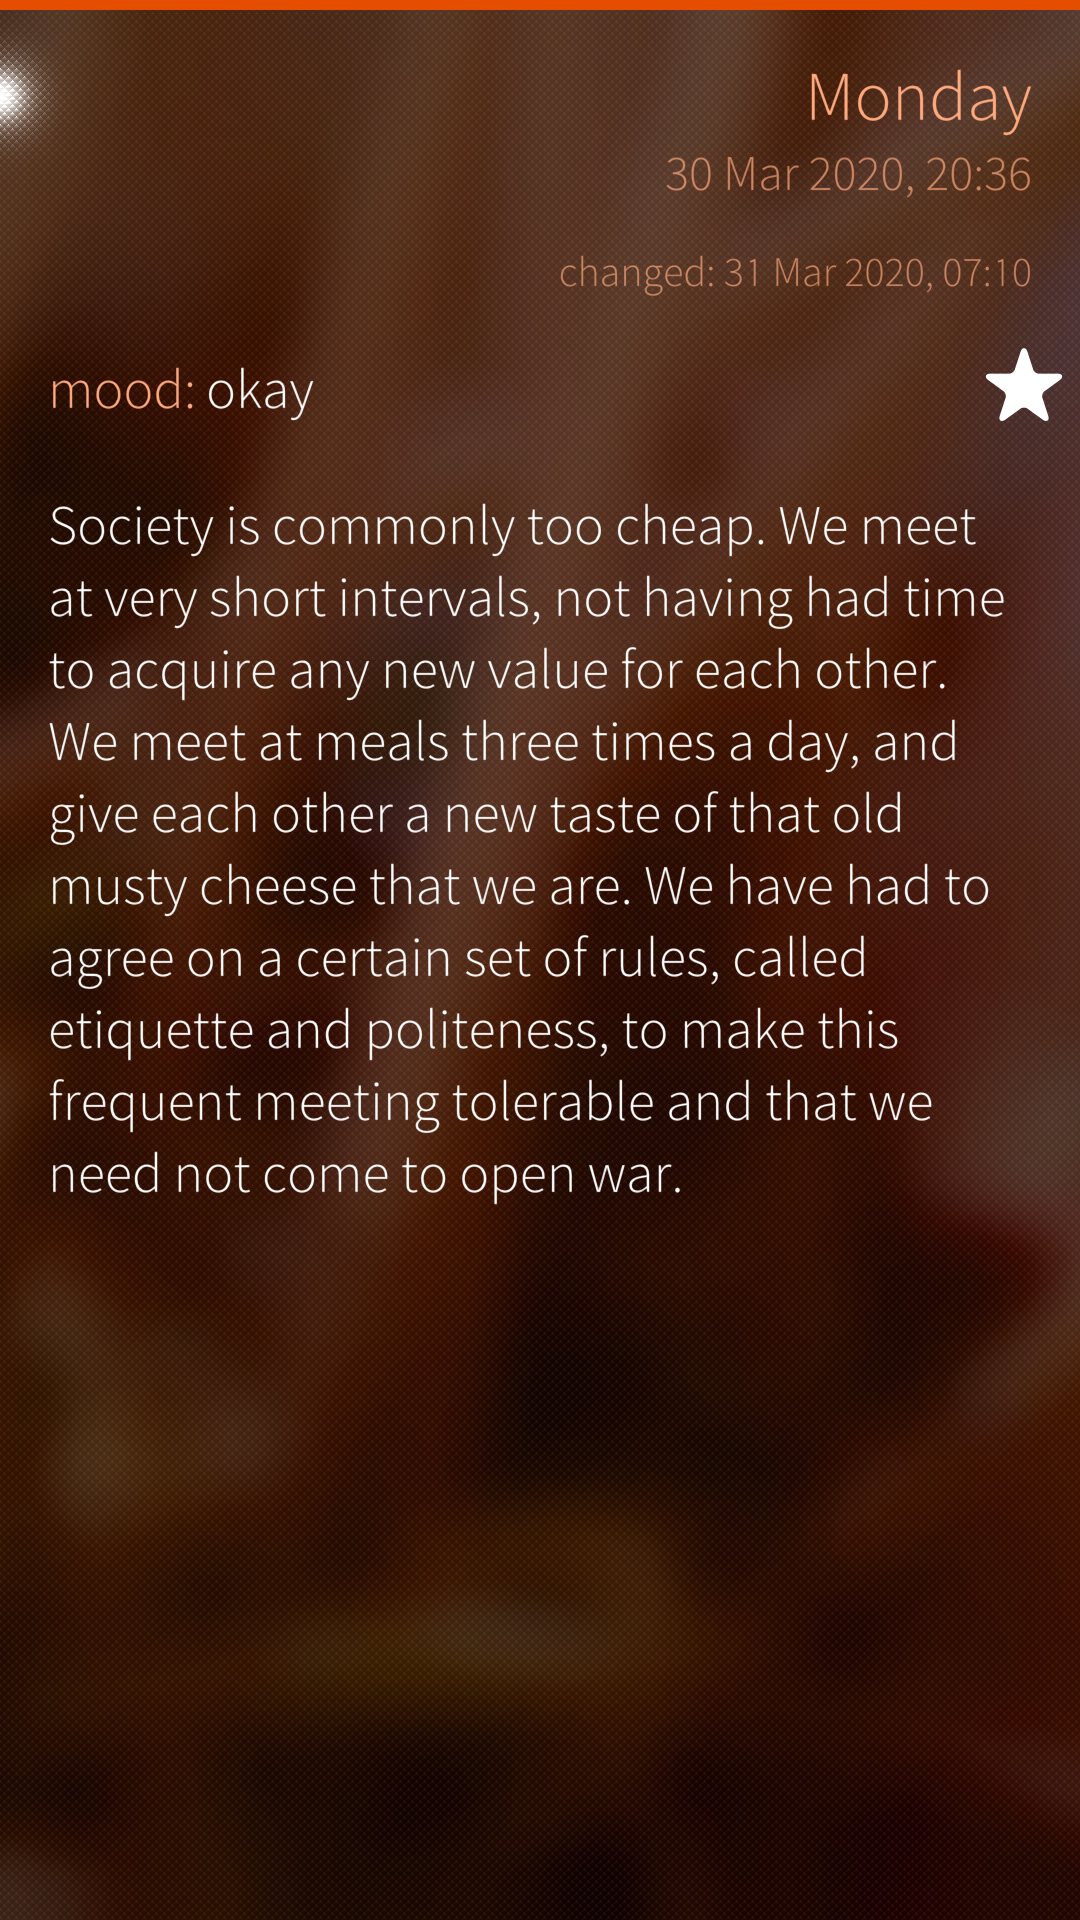 Monday
30 Mar 2020, 20:36
changed: 31 Mar 2020, 07:10
mood: okay
Society is commonly too cheap. We meet
at very short intervals, not having had time
to acquire any new value for each other.
We meet at meals three times a day, and
give each other a new taste of that old
musty cheese that we are. We have had to
agree on a certain set of rules, called
etiquette and politeness, to make this
frequent meeting tolerable and that we
need not come to open war.